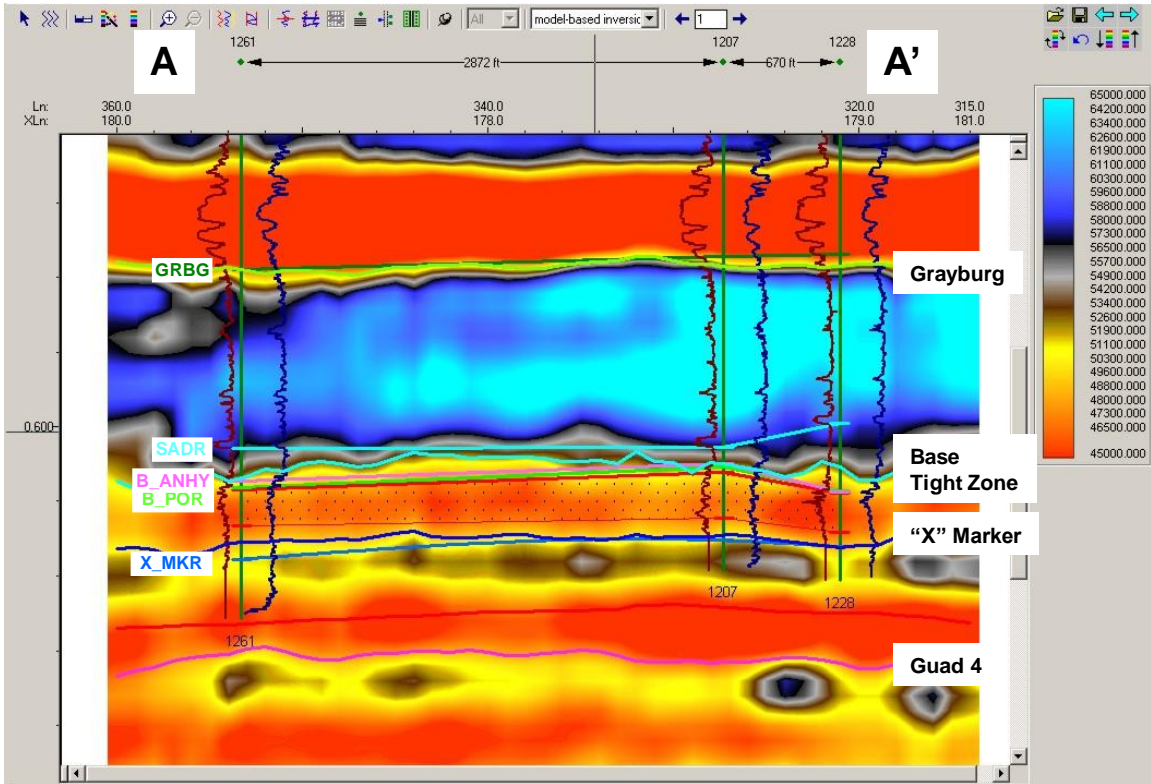 All
model-based inversic
1
A
1261
1207
1228
A'
2872 ft
670 ft
Ln: 360.0 340.0 320.0 315.0
XLn: 180.0 178.0 179.0 181.0
65000.000
64200.000
63400.000
62600.000
61900.000
61100.000
60300.000
59600.000
58800.000
58000.000
57300.000
56500.000
55700.000
54900.000
54200.000
53400.000
52600.000
51900.000
51100.000
50300.000
49600.000
48800.000
48000.000
47300.000
46500.000
45000.000
GRBG
Grayburg
0.600
SADR
B_ANHY
B_POR
Base
Tight Zone
X_MKR
"X" Marker
1207
1228
1261
Guad 4